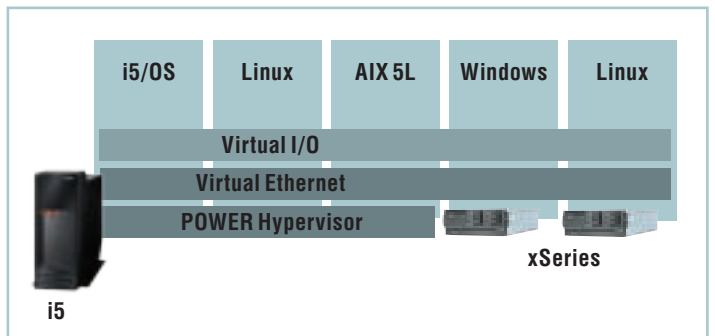 i5/OS Linux AIX 5L Windows Linux
Virtual I/O
Virtual Ethernet
POWER Hypervisor
xSeries
i5